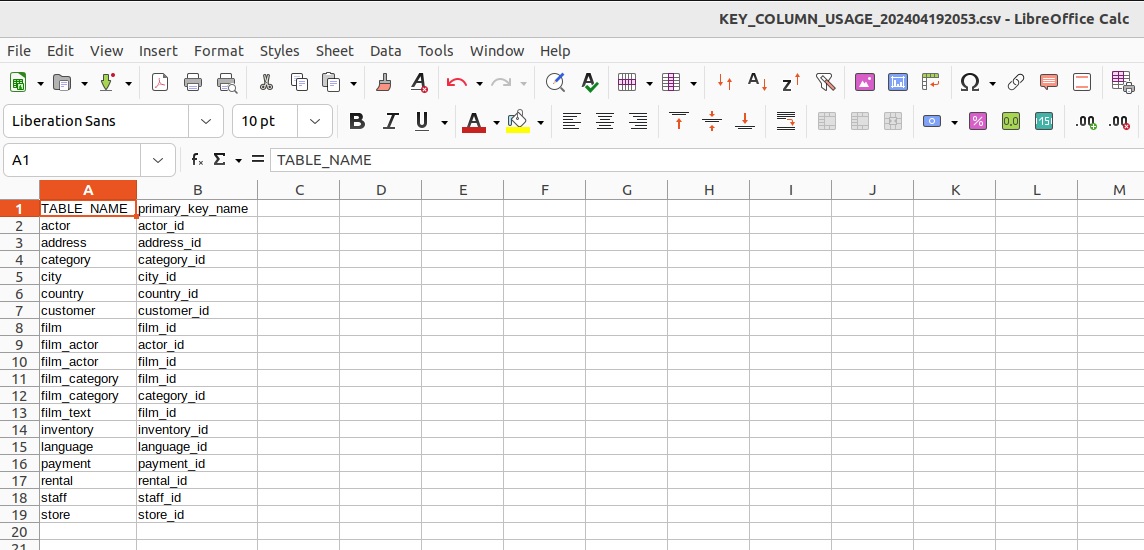 KEY_COLUMN_USAGE_202404192053.csv - LibreOffice Calc
File Edit View Insert Format Styles Sheet Data Tools Window Help
Liberation Sans 10 pt B I U A
A1 fx Σ = TABLE_NAME
A B C D E F G H I J K L M
1 TABLE_NAME primary_key_name
2 actor actor_id
3 address address_id
4 category category_id
5 city city_id
6 country country_id
7 customer customer_id
8 film film_id
9 film_actor actor_id
10 film_actor film_id
11 film_category film_id
12 film_category category_id
13 film_text film_id
14 inventory inventory_id
15 language language_id
16 payment payment_id
17 rental rental_id
18 staff staff_id
19 store store_id
20
21